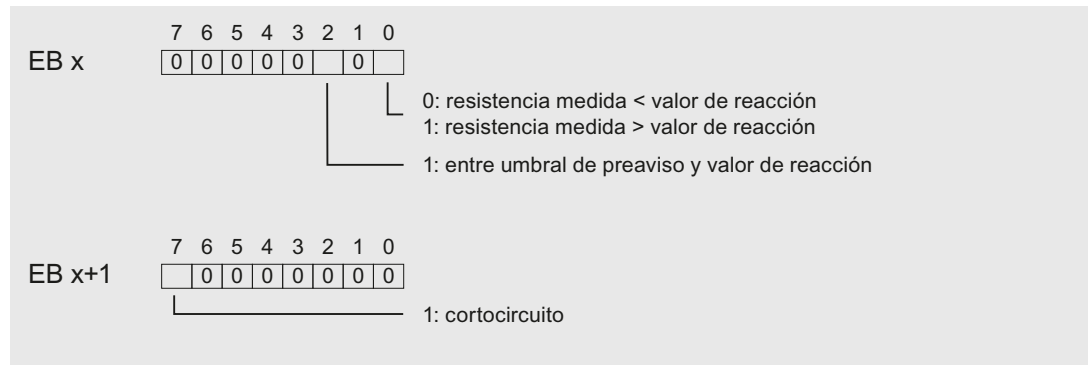 7 6 5 4 3 2 1 0
EB x 0 0 0 0 0 0
0: resistencia medida < valor de reacción
1: resistencia medida > valor de reacción
1: entre umbral de preaviso y valor de reacción
7 6 5 4 3 2 1 0
EB x+1 0 0 0 0 0 0 0
1: cortocircuito